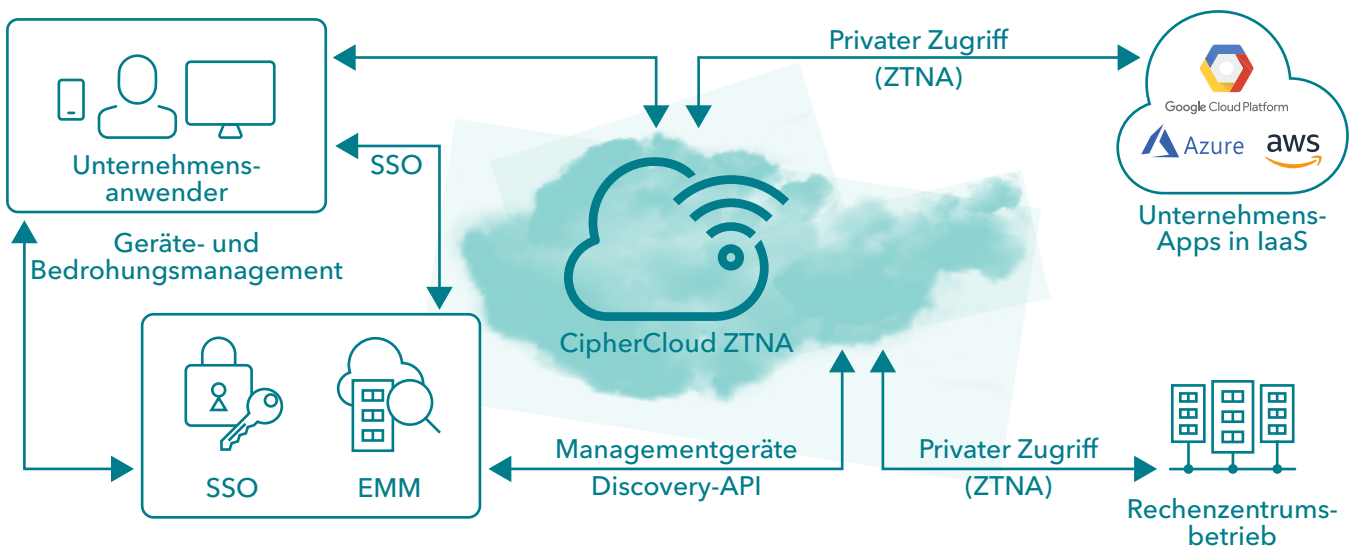 Privater Zugriff
(ZTNA)
Google Cloud Platform
Azure
aws
Unternehmens-
anwender
SSO
Unternehmens-
Apps in IaaS
Geräte- und
Bedrohungsmanagement
CipherCloud ZTNA
SSO
EMM
Managementgeräte
Discovery-API
Privater Zugriff
(ZTNA)
Rechenzentrums-
betrieb